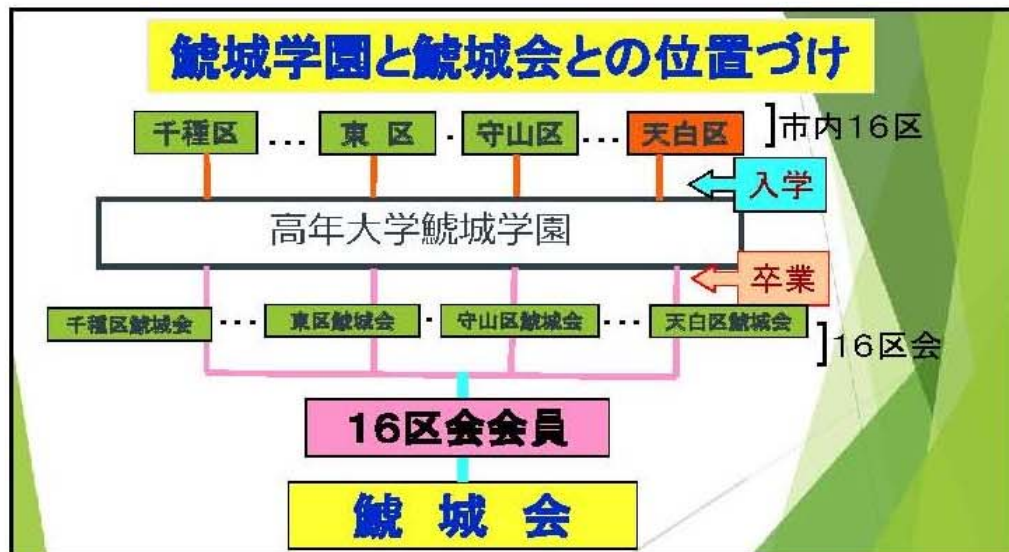 鯱城学園と鯱城会との位置づけ
千種区 ... 東 区 ・ 守山区 ... 天白区 ]市内16区
入学
高年大学鯱城学園
卒業
千種区鯱城会 ... 東区鯱城会 ・ 守山区鯱城会 ... 天白区鯱城会
]16区会
16区会会員
鯱 城 会